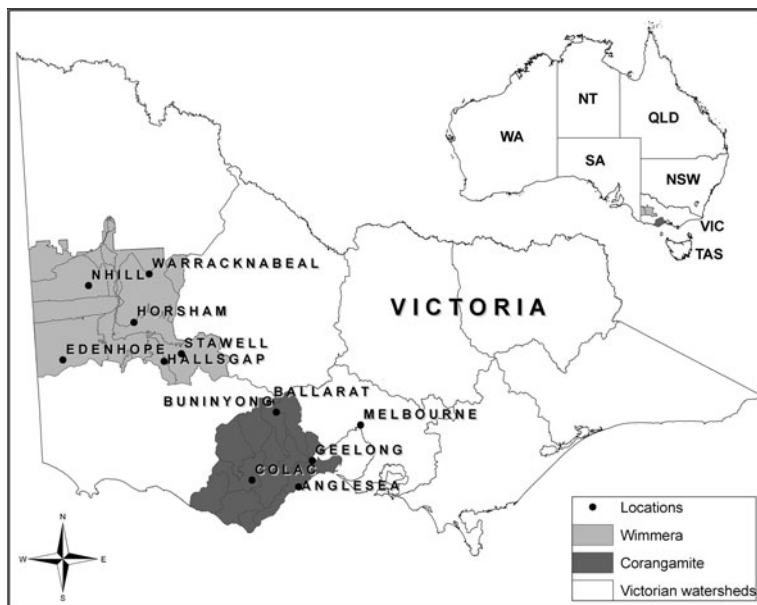 NT
QLD
WA
SA
NSW
VIC
TAS
WARRACKNABEAL
NHILL
HORSHAM
VICTORIA
STAWELL
EDENHOPE
HALLSGAP
BALLARAT
BUNINYONG
MELBOURNE
GEELONG
COLAC
ANGLESEA
Locations
Wimmera
Corangamite
Victorian watersheds
N
W
E
S